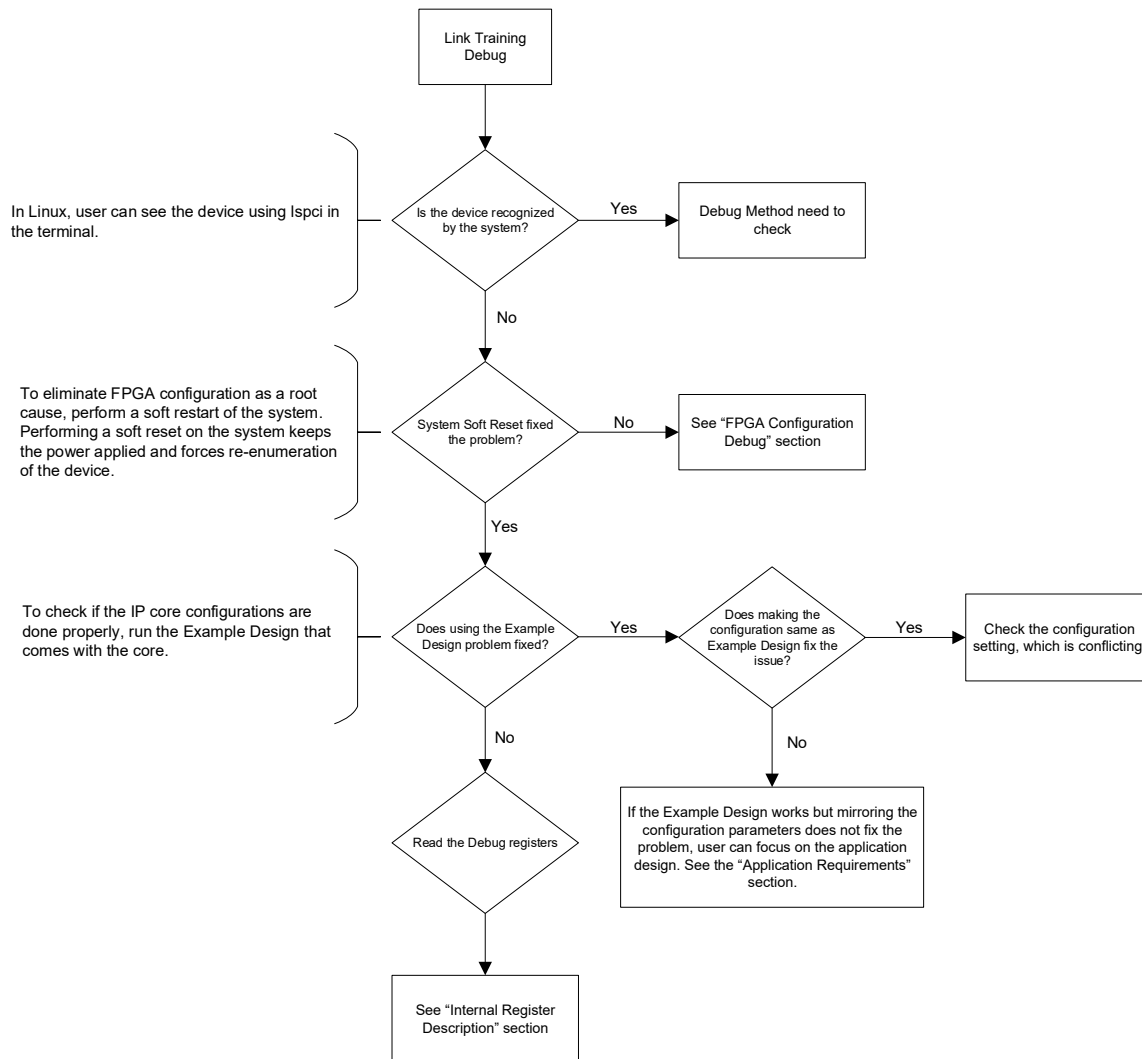 Link Training
Debug
In Linux, user can see the device using lspci in
the terminal.
Is the device recognized
by the system?
Yes
Debug Method need to
check
No
To eliminate FPGA configuration as a root
cause, perform a soft restart of the system.
Performing a soft reset on the system keeps
the power applied and forces re-enumeration
of the device.
System Soft Reset fixed
the problem?
No
See “FPGA Configuration
Debug” section
Yes
To check if the IP core configurations are
done properly, run the Example Design that
comes with the core.
Does using the Example
Design problem fixed?
Yes
Does making the
configuration same as
Example Design fix the
issue?
Yes
Check the configuration
setting, which is conflicting
No
No
Read the Debug registers
If the Example Design works but mirroring the
configuration parameters does not fix the
problem, user can focus on the application
design. See the “Application Requirements”
section.
See “Internal Register
Description” section